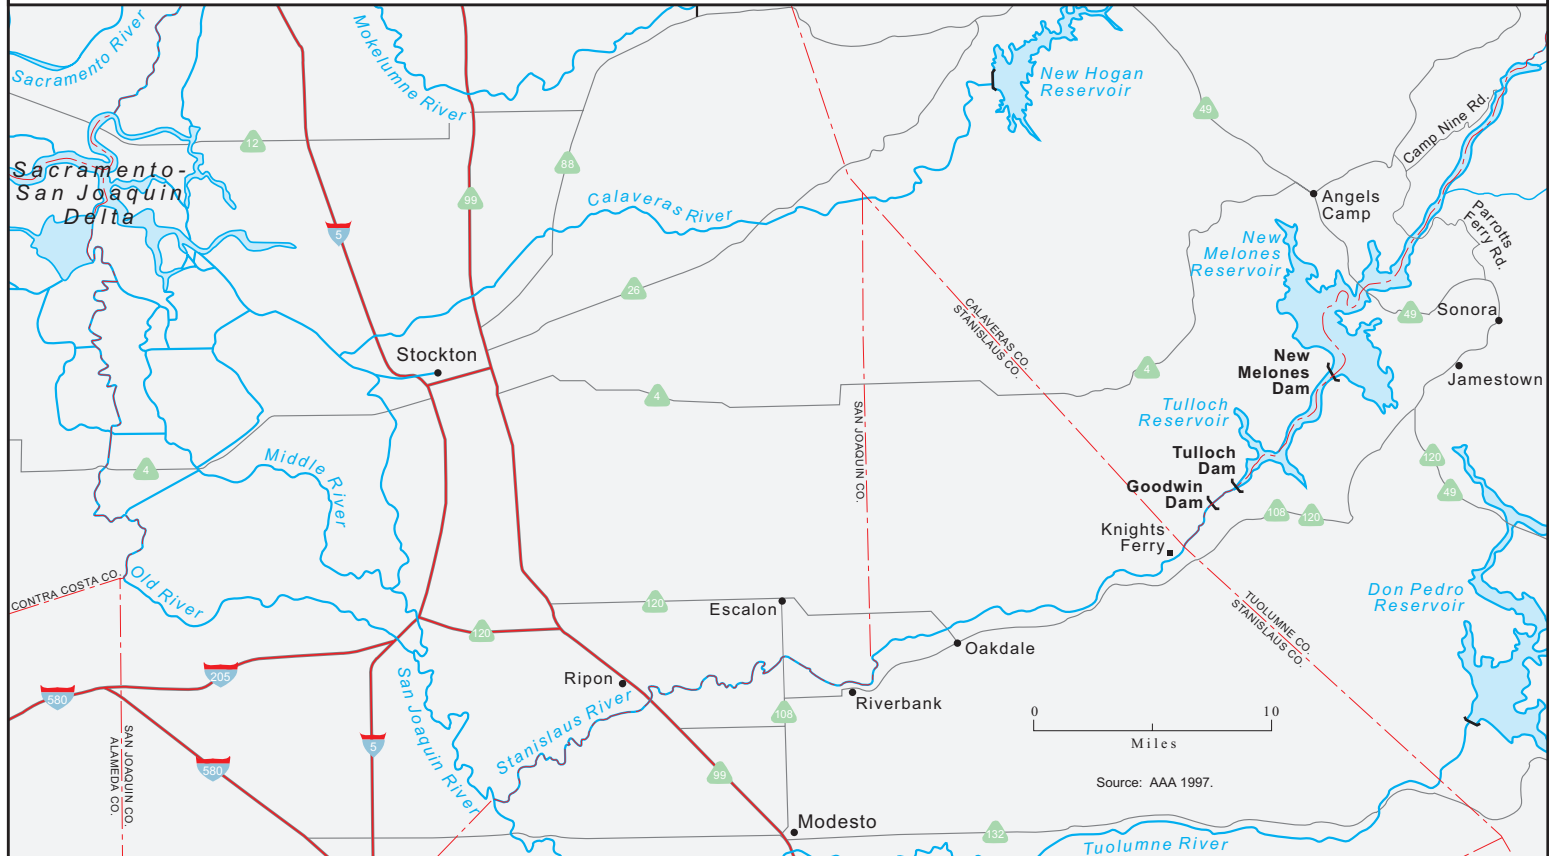 Sacramento River
Mokelumne River
New Hogan
Reservoir
49
Camp Nine Rd.
12
88
Sacramento-
San Joaquin
Delta
99
Calaveras River
5
Angels
Camp
Parrotts
Ferry Rd.
New
Melones
Reservoir
26
CALAVERAS CO.
STANISLAUS CO.
49
Sonora
Stockton
New
Melones
Dam
4
4
Jamestown
Tulloch
Reservoir
SAN JOAQUIN CO.
Middle River
4
Tulloch
Dam
120
49
Goodwin
Dam
108
120
Knights
Ferry
CONTRA COSTA CO.
Old River
120
Escalon
Don Pedro
Reservoir
TUOLUMNE CO.
STANISLAUS CO.
120
Oakdale
205
580
Ripon
San Joaquin River
Stanislaus River
Riverbank
108
0 10
Miles
SAN JOAQUIN CO.
ALAMEDA CO.
5
580
99
Source: AAA 1997.
Modesto
132
Tuolumne River